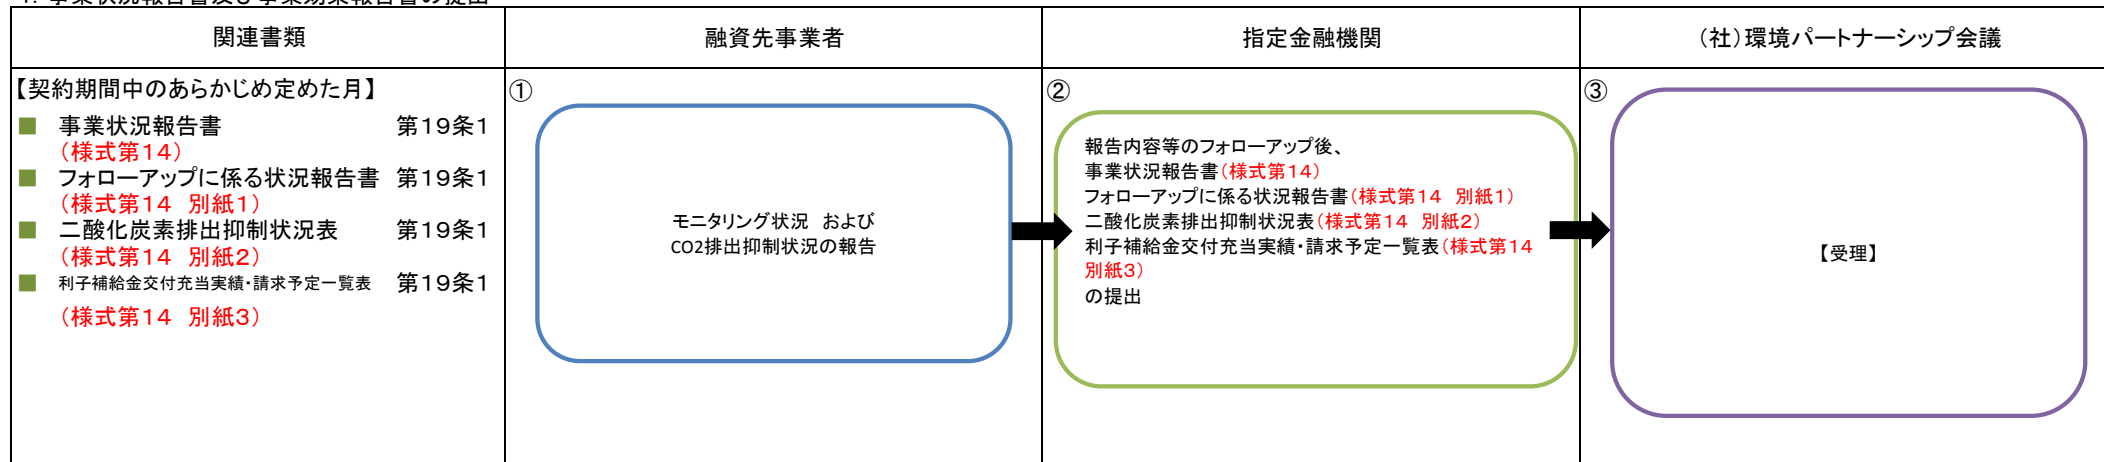 関連書類
融資先事業者
指定金融機関
（社）環境パートナーシップ会議
【契約期間中のあらかじめ定めた月】
■ 事業状況報告書 第19条1
（様式第14）
■ フォローアップに係る状況報告書 第19条1
（様式第14 別紙1）
■ 二酸化炭素排出抑制状況表 第19条1
（様式第14 別紙2）
■ 利子補給金交付充当実績・請求予定一覧表 第19条1
（様式第14 別紙3）
①
モニタリング状況 および
CO2排出抑制状況の報告
②
報告内容等のフォローアップ後、
事業状況報告書（様式第14）
フォローアップに係る状況報告書（様式第14 別紙1）
二酸化炭素排出抑制状況表（様式第14 別紙2）
利子補給金交付充当実績・請求予定一覧表（様式第14
別紙3）
の提出
③
【受理】